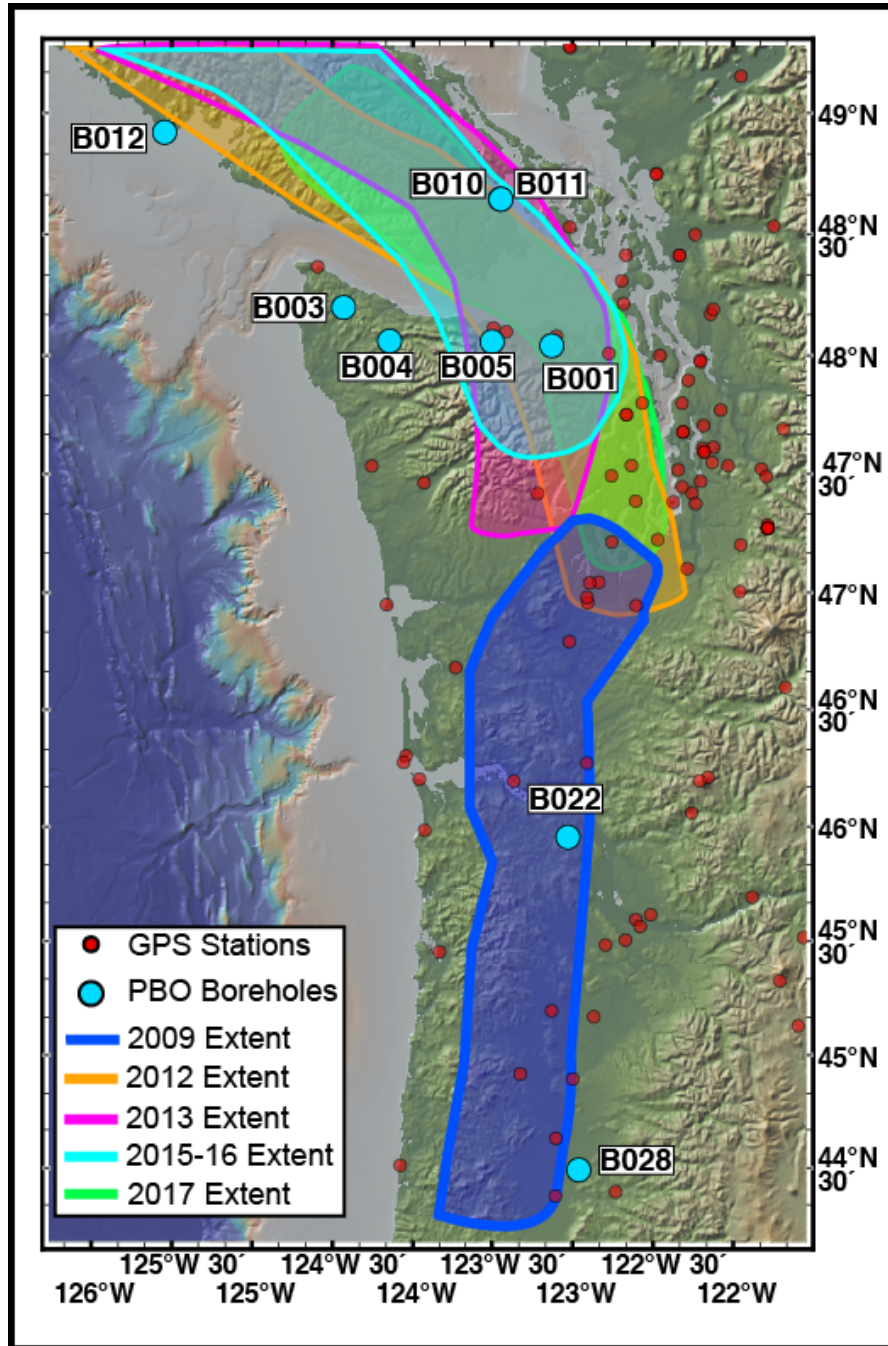 49°N
B012
B010 B011
48°N
30´
B003
B004 B005 B001
48°N
47°N
30´
47°N
46°N
30´
B022
46°N
45°N
30´
45°N
B028
44°N
30´
GPS Stations
PBO Boreholes
2009 Extent
2012 Extent
2013 Extent
2015-16 Extent
2017 Extent
125°W 30´ 124°W 30´ 123°W 30´ 122°W 30´
126°W 125°W 124°W 123°W 122°W